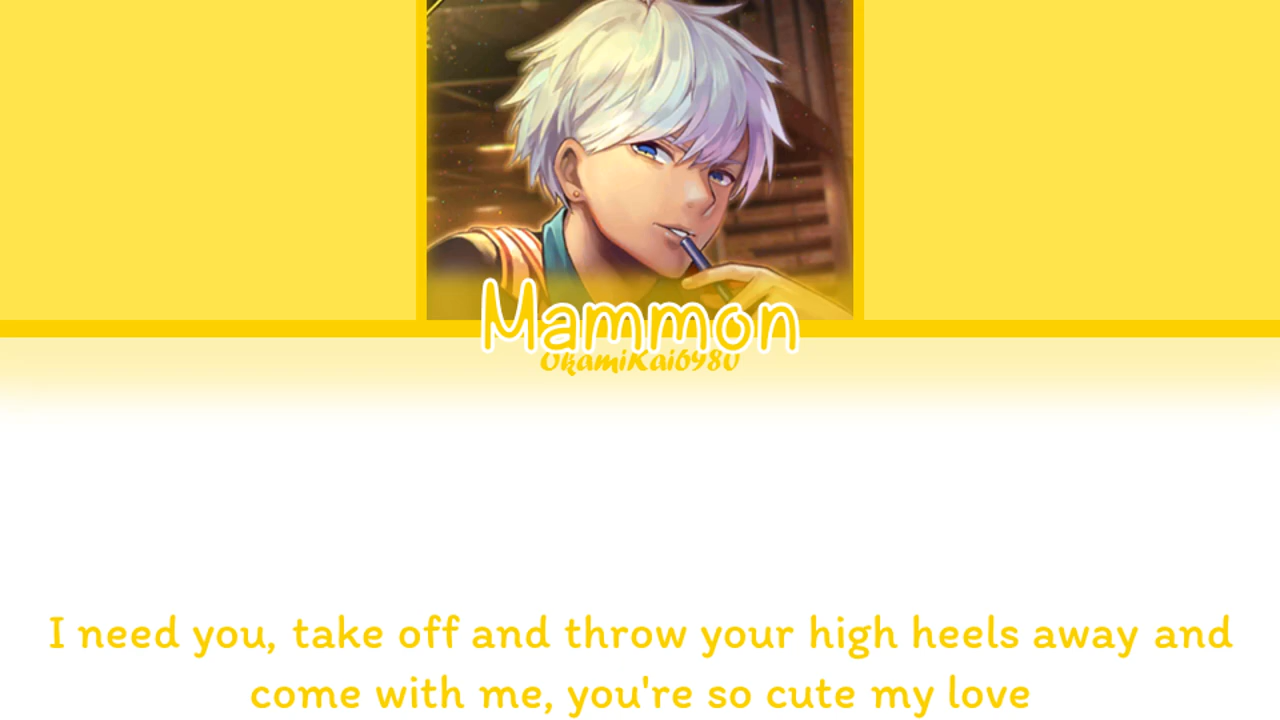 Mammon
OkamiKai6980
I need you, take off and throw your high heels away and
come with me, you're so cute my love